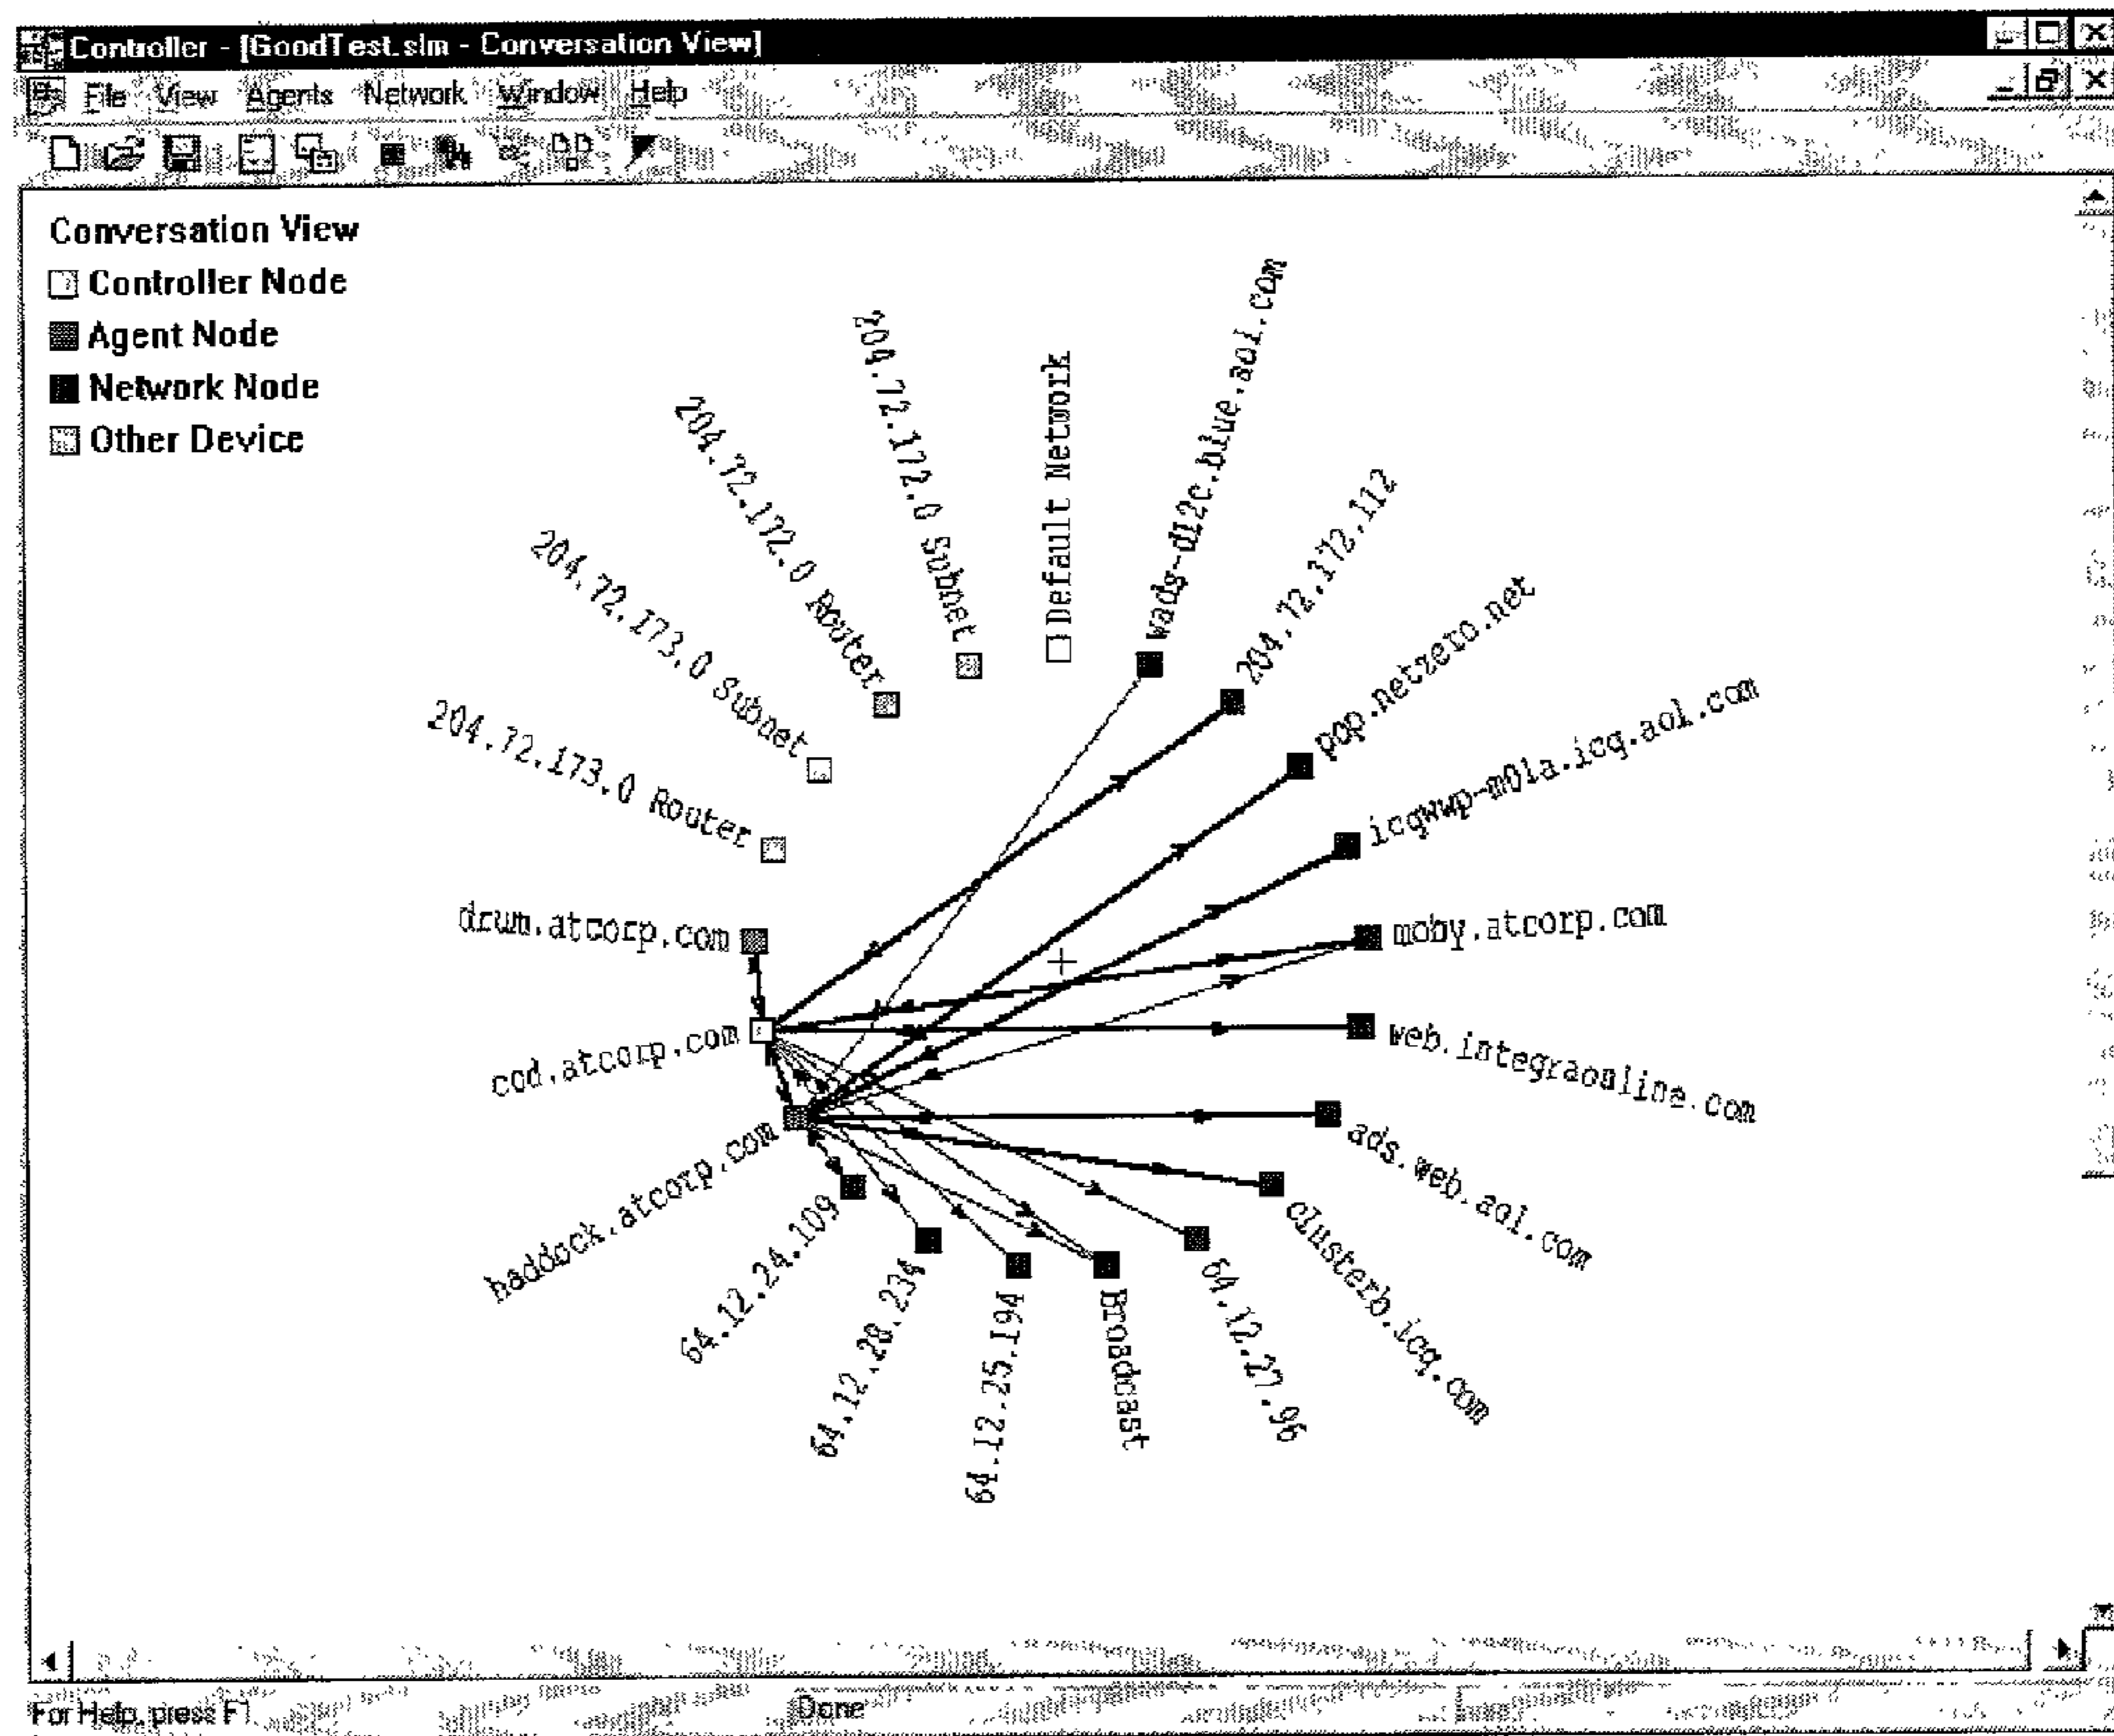 Controller - [GoodTest.slm - Conversation View]
File View Agents Network Window Help
Conversation View
Controller Node
Agent Node
Network Node
Other Device
204.72.173.0 Router
204.72.173.0 Subnet
204.72.172.0 Router
204.72.172.0 Subnet
Default Network
wadg-d12c.blue.aol.com
204.72.172.112
pop.netzero.net
icqwwp-m01a.icq.aol.com
moby.atcorp.com
web.integraonline.com
ads.web.aol.com
clusterb.icq.com
64.12.27.96
Broadcast
64.12.25.194
64.12.28.234
64.12.24.109
haddock.atcorp.com
cod.atcorp.com
drum.atcorp.com
For Help, press F1
Done